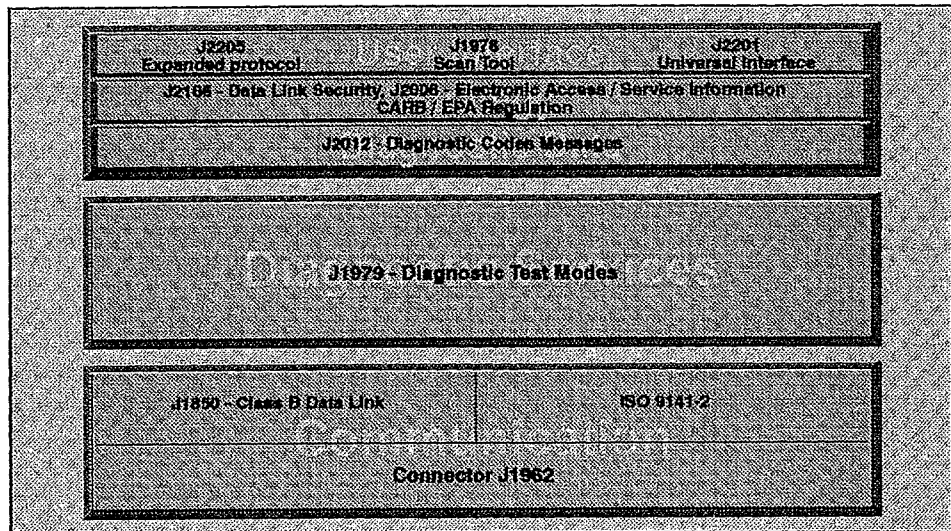 J2205 J1978 J2201
Expanded protocol Scan Tool Universal Interface
J2186 - Data Link Security, J2008 - Electronic Access / Service Information
CARB / EPA Regulation
J2012 - Diagnostic Codes Messages
J1979 - Diagnostic Test Modes
J1850 - Class B Data Link ISO 9141-2
Communication
Connector J1962